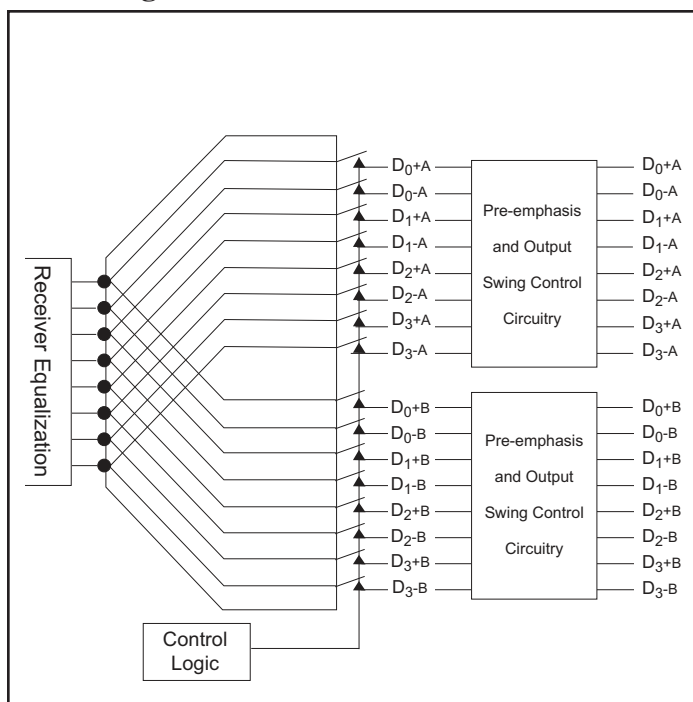 Receiver Equalization
D0+A
D0-A
D1+A
D1-A
D2+A
D2-A
D3+A
D3-A
Pre-emphasis
and Output
Swing Control
Circuitry
D0+A
D0-A
D1+A
D1-A
D2+A
D2-A
D3+A
D3-A
D0+B
D0-B
D1+B
D1-B
D2+B
D2-B
D3+B
D3-B
Pre-emphasis
and Output
Swing Control
Circuitry
D0+B
D0-B
D1+B
D1-B
D2+B
D2-B
D3+B
D3-B
Control
Logic